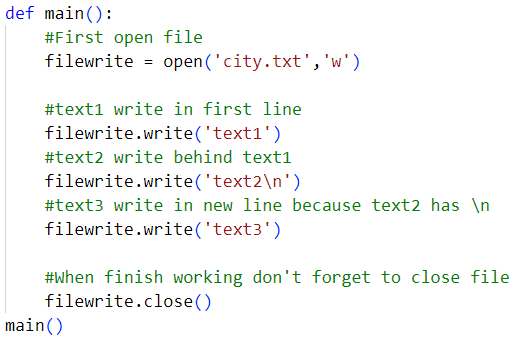 def main():
    #First open file
    filewrite = open('city.txt','w')

    #text1 write in first line
    filewrite.write('text1')
    #text2 write behind text1
    filewrite.write('text2\n')
    #text3 write in new line because text2 has \n
    filewrite.write('text3')

    #When finish working don't forget to close file
    filewrite.close()
main()